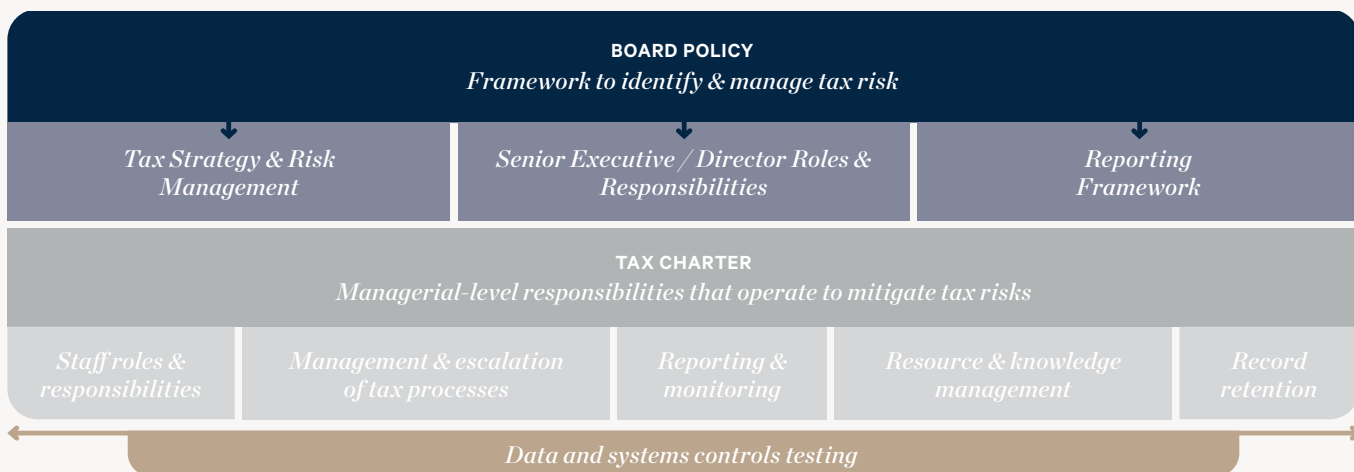 BOARD POLICY
Framework to identify & manage tax risk
Tax Strategy & Risk
Management
Senior Executive / Director Roles &
Responsibilities
Reporting
Framework
TAX CHARTER
Managerial-level responsibilities that operate to mitigate tax risks
Staff roles &
responsibilities
Management & escalation
of tax processes
Reporting &
monitoring
Resource & knowledge
management
Record
retention
Data and systems controls testing